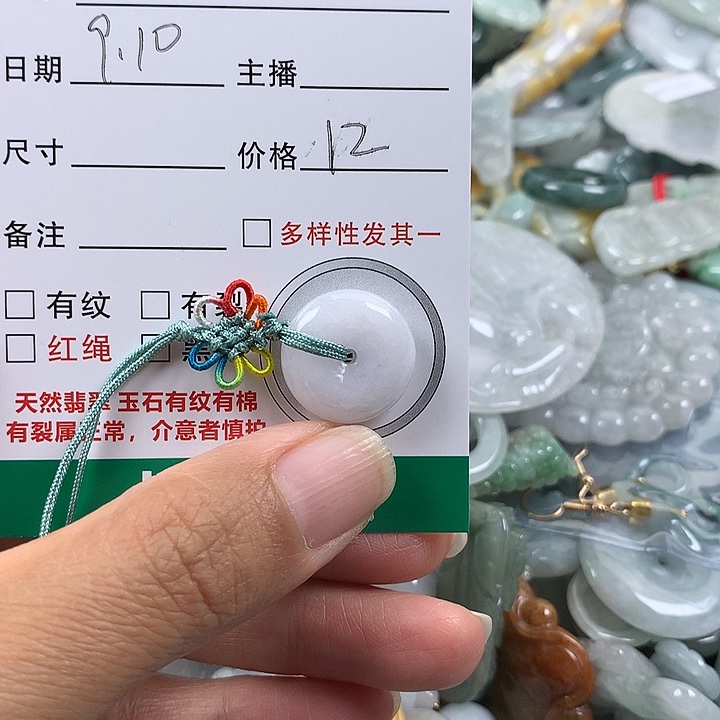 日期 9.10 主播
尺寸 价格 12
备注 □ 多样性发其一
□ 有纹 □ 有裂
□ 红绳 □
天然翡翠 玉石有纹有棉
有裂属正常，介意者慎拍